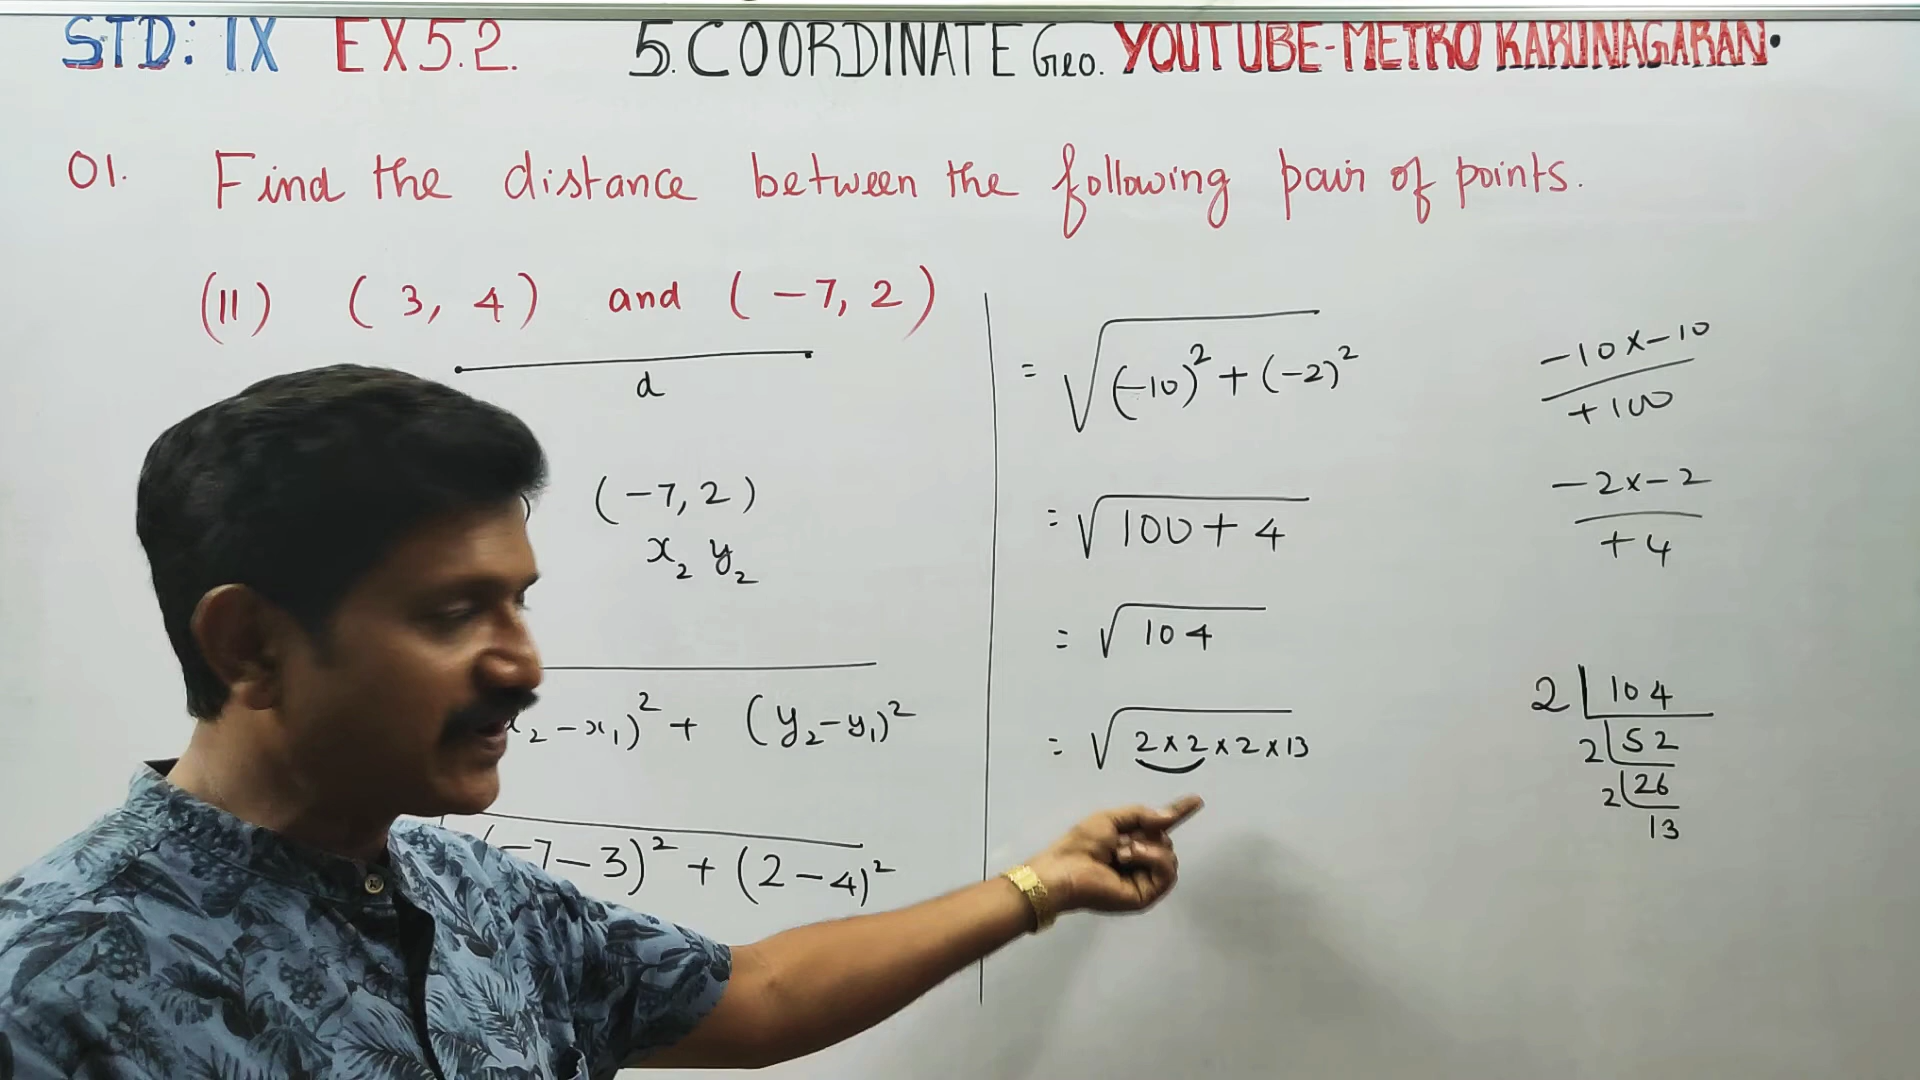 STD: IX EX 5.2. 5. COORDINATE Geo. YOUTUBE-METRO KARUNAGARAN.
01. Find the distance between the following pair of points.
(II) (3, 4) and (-7, 2)
d
(-7, 2)
x₂ y₂
x₂-x₁)² + (y₂-y₁)²
(-7-3)² + (2-4)²
= √(-10)² + (-2)²
= √100 + 4
= √104
= √2×2×2×13
-10×-10
+100
-2×-2
+4
2 104
2 52
2 26
13